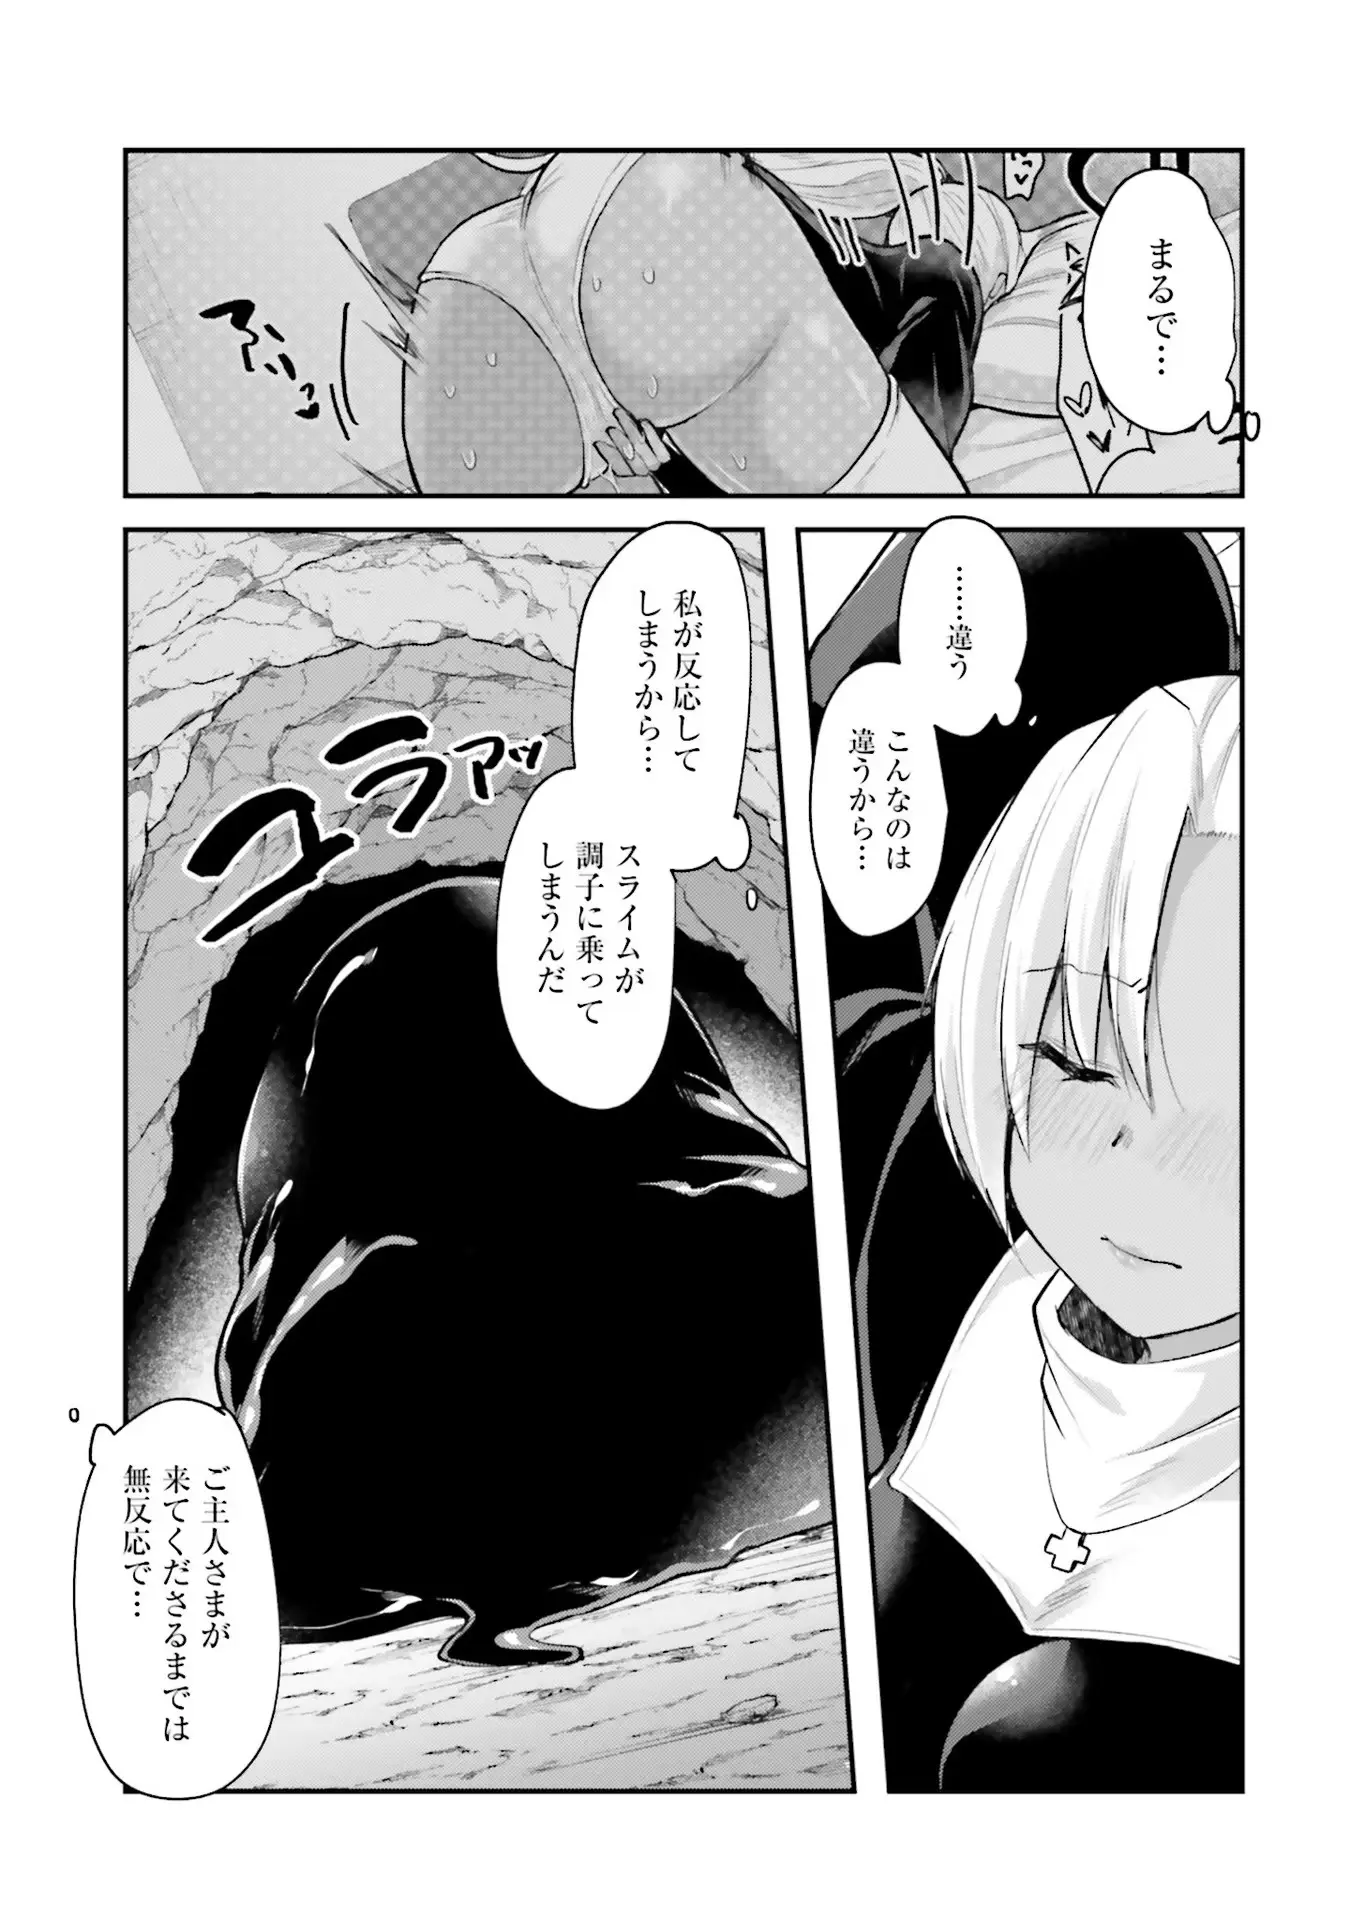 まるで…
ふり
……違う
こんなのは
違うから…
私が反応して
しまうから…
スライムが
調子に乗って
しまうんだ
ユラァッ
ご主人さまが
来てくださるまでは
無反応で…